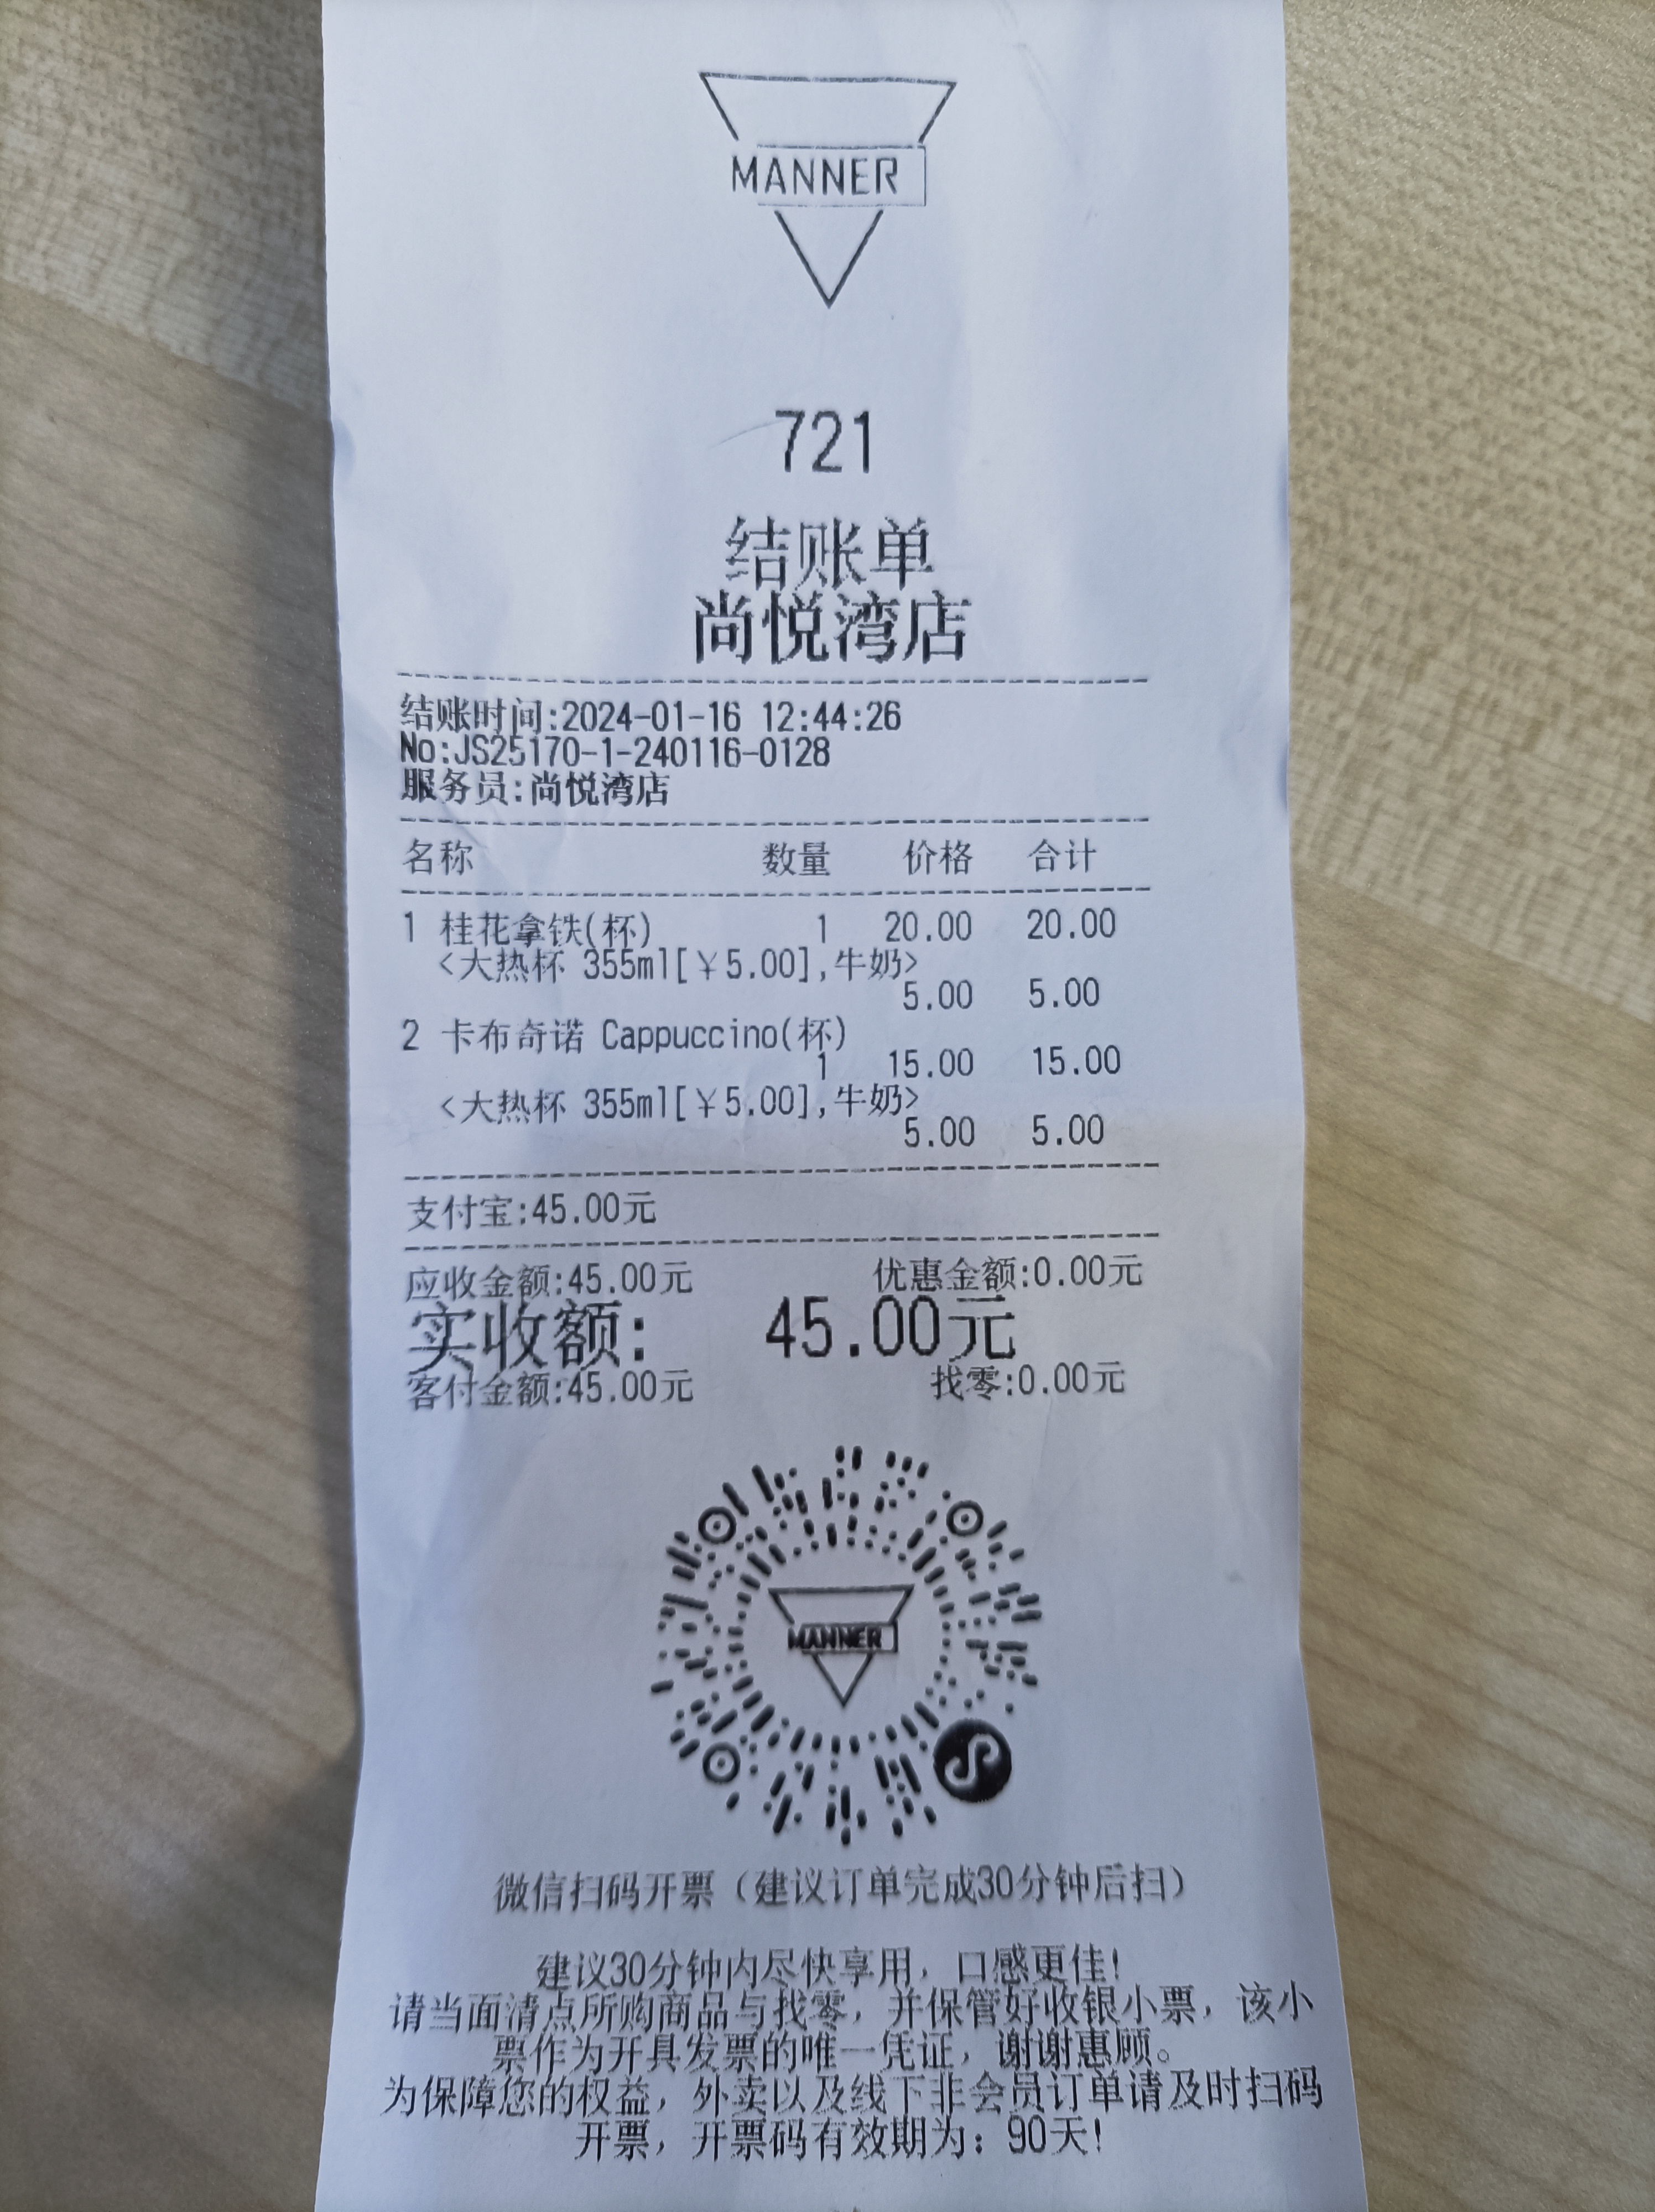 MANNER
721
结账单
尚悦湾店
结账时间:2024-01-16 12:44:26
No:JS25170-1-240116-0128
服务员:尚悦湾店
名称 数量 价格 合计
1 桂花拿铁(杯) 1 20.00 20.00
<大热杯 355ml[￥5.00],牛奶>
5.00 5.00
2 卡布奇诺 Cappuccino(杯)
1 15.00 15.00
<大热杯 355ml[￥5.00],牛奶>
5.00 5.00
支付宝:45.00元
应收金额:45.00元 优惠金额:0.00元
实收额: 45.00元
客付金额:45.00元 找零:0.00元
MANNER
微信扫码开票（建议订单完成30分钟后扫）
建议30分钟内尽快享用，口感更佳！
请当面清点所购商品与找零，并保管好收银小票，该小
票作为开具发票的唯一凭证，谢谢惠顾。
为保障您的权益，外卖以及线下非会员订单请及时扫码
开票，开票码有效期为：90天！